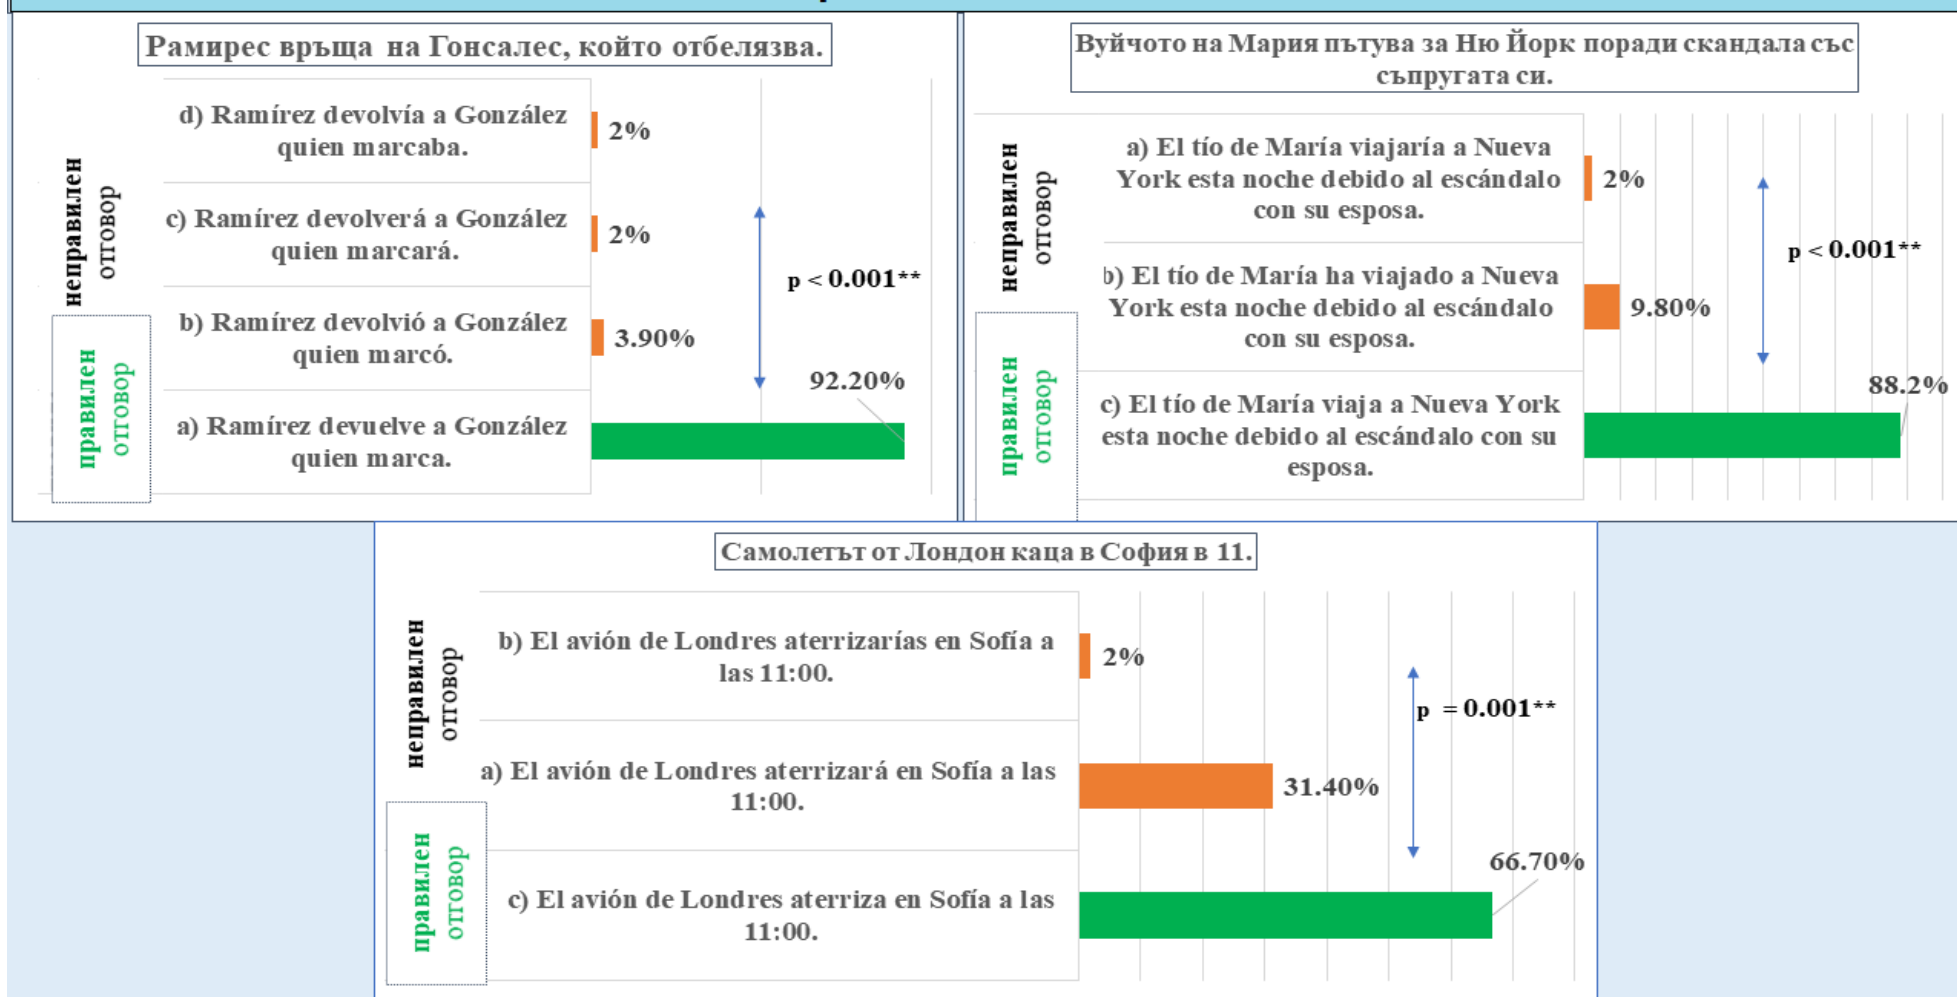 Рамирес връща на Гонсалес, който отбелязва.
неправилен
отговор
d) Ramírez devolvía a González
quien marcaba.
2%
c) Ramírez devolverá a González
quien marcará.
2%
b) Ramírez devolvió a González
quien marcó.
3.90%
p < 0.001**
правилен
отговор
a) Ramírez devuelve a González
quien marca.
92.20%
Вуйчото на Мария пътува за Ню Йорк поради скандала със
съпругата си.
неправилен
отговор
a) El tío de María viajaría a Nueva
York esta noche debido al escándalo
con su esposa.
2%
b) El tío de María ha viajado a Nueva
York esta noche debido al escándalo
con su esposa.
9.80%
p < 0.001**
правилен
отговор
c) El tío de María viaja a Nueva York
esta noche debido al escándalo con su
esposa.
88.2%
Самолетът от Лондон каца в София в 11.
неправилен
отговор
b) El avión de Londres aterrizarías en Sofía a
las 11:00.
2%
a) El avión de Londres aterrizará en Sofía a las
11:00.
31.40%
p = 0.001**
правилен
отговор
c) El avión de Londres aterriza en Sofía a las
11:00.
66.70%